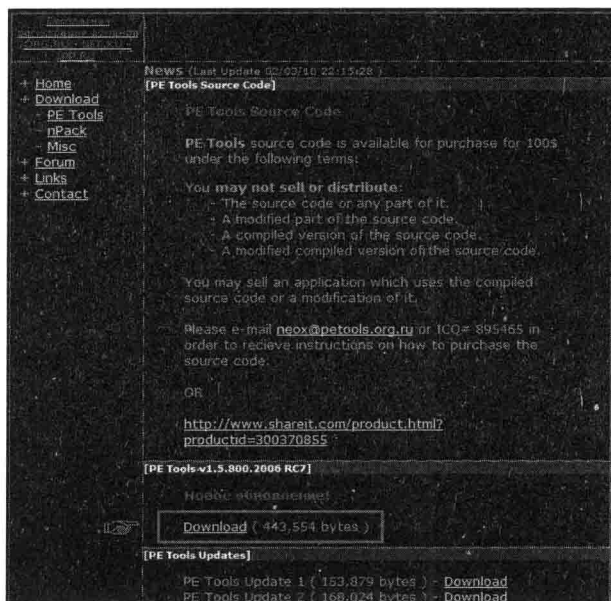 News (Last Update 02/03/10 22:15:28 )
+ Home
+ Download
- PE Tools
- nPack
- Misc
+ Forum
+ Links
+ Contact
[PE Tools Source Code]
PE Tools Source Code
PE Tools source code is available for purchase for 100$
under the following terms:
You may not sell or distribute:
- The source code or any part of it.
- A modified part of the source code.
- A compiled version of the source code.
- A modified compiled version of the source code.
You may sell an application which uses the compiled
source code or a modification of it.
Please e-mail neox@petools.org.ru or ICQ= 895465 in
order to recieve instructions on how to purchase the
source code.
OR
http://www.shareit.com/product.html?
productid=300370855
[PE Tools v1.5.800.2006 RC7]
Новое обновление!
Download ( 443,554 bytes )
[PE Tools Updates]
PE Tools Update 1 ( 153,879 bytes ) - Download
PE Tools Update 2 ( 168,024 bytes ) - Download